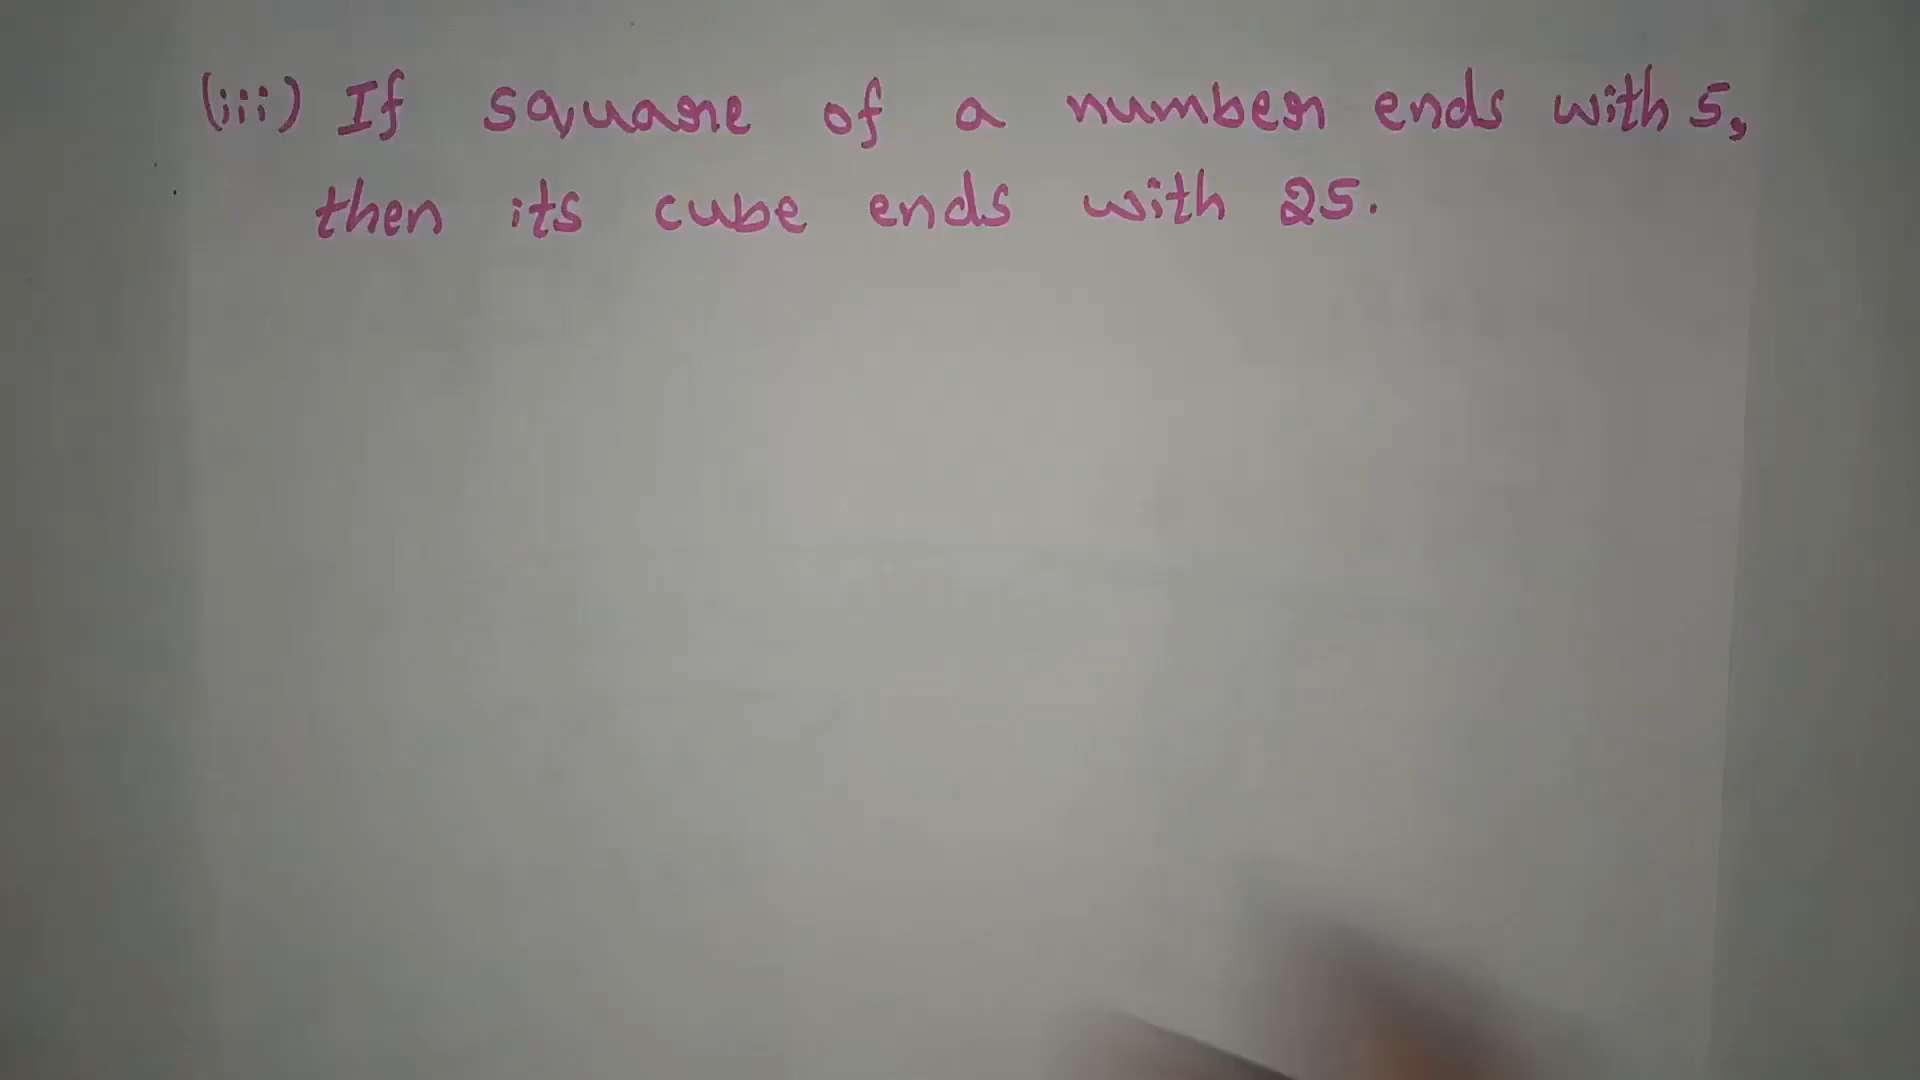 (iii) If square of a number ends with 5,
then its cube ends with 25.